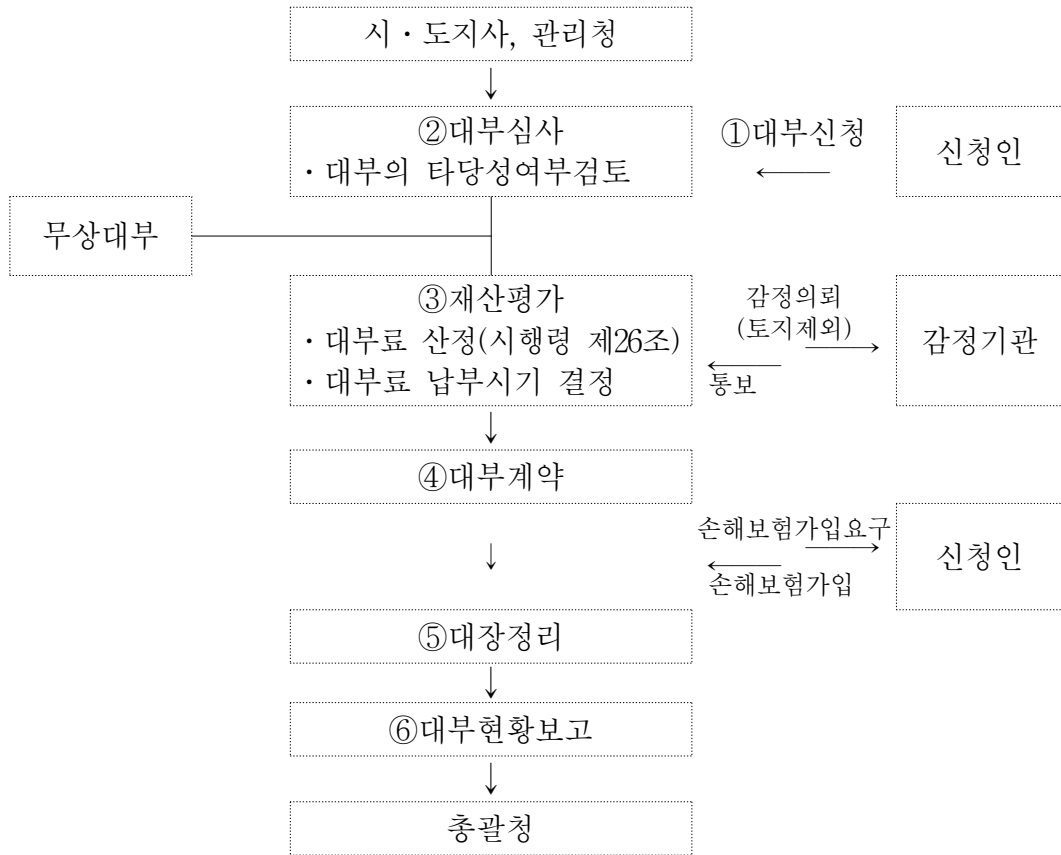 시ㆍ도지사, 관리청
↓
②대부심사
ㆍ대부의 타당성여부검토
①대부신청
←
신청인
무상대부
③재산평가
ㆍ대부료 산정(시행령 제26조)
ㆍ대부료 납부시기 결정
감정의뢰
(토지제외)
→
←
통보
감정기관
↓
④대부계약
↓
손해보험가입요구
→
←
손해보험가입
신청인
⑤대장정리
↓
⑥대부현황보고
↓
총괄청